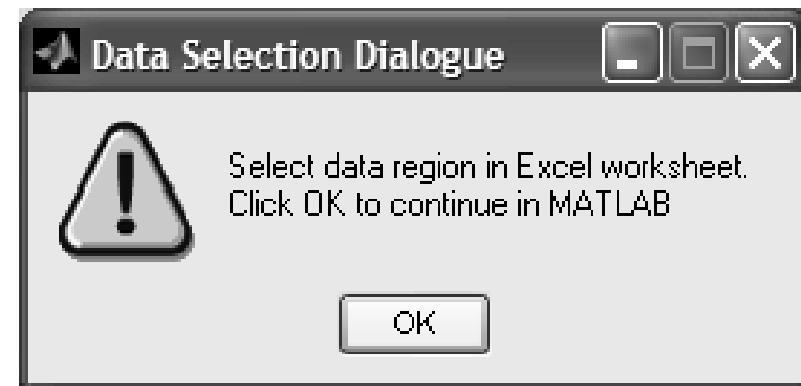 Data Selection Dialogue
Select data region in Excel worksheet.
Click OK to continue in MATLAB
OK